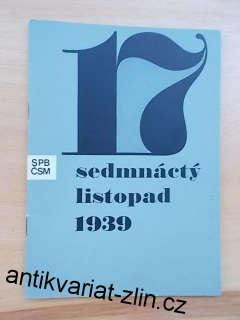 17
SPB
ČSM
sedmnáctý
listopad
1939
antikvariat-zlin.cz